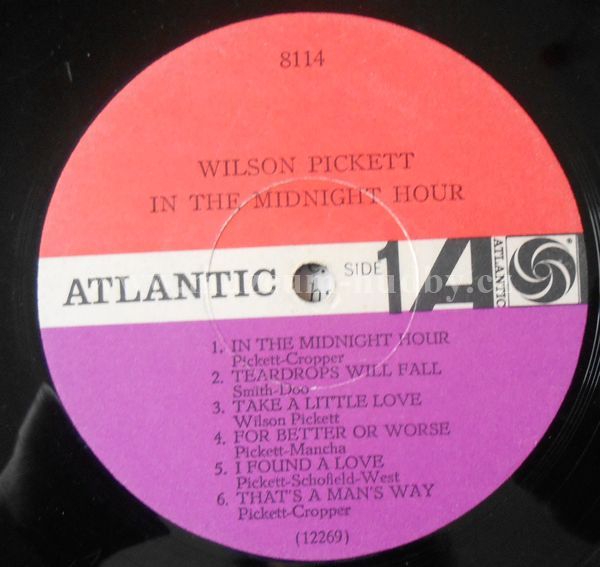 8114
WILSON PICKETT
IN THE MIDNIGHT HOUR
ATLANTIC
SIDE 1
A
ATLANTIC
1. IN THE MIDNIGHT HOUR
Pickett-Cropper
2. TEARDROPS WILL FALL
Smith-Doo
3. TAKE A LITTLE LOVE
Wilson Pickett
4. FOR BETTER OR WORSE
Pickett-Mancha
5. I FOUND A LOVE
Pickett-Schofield-West
6. THAT'S A MAN'S WAY
Pickett-Cropper
(12269)